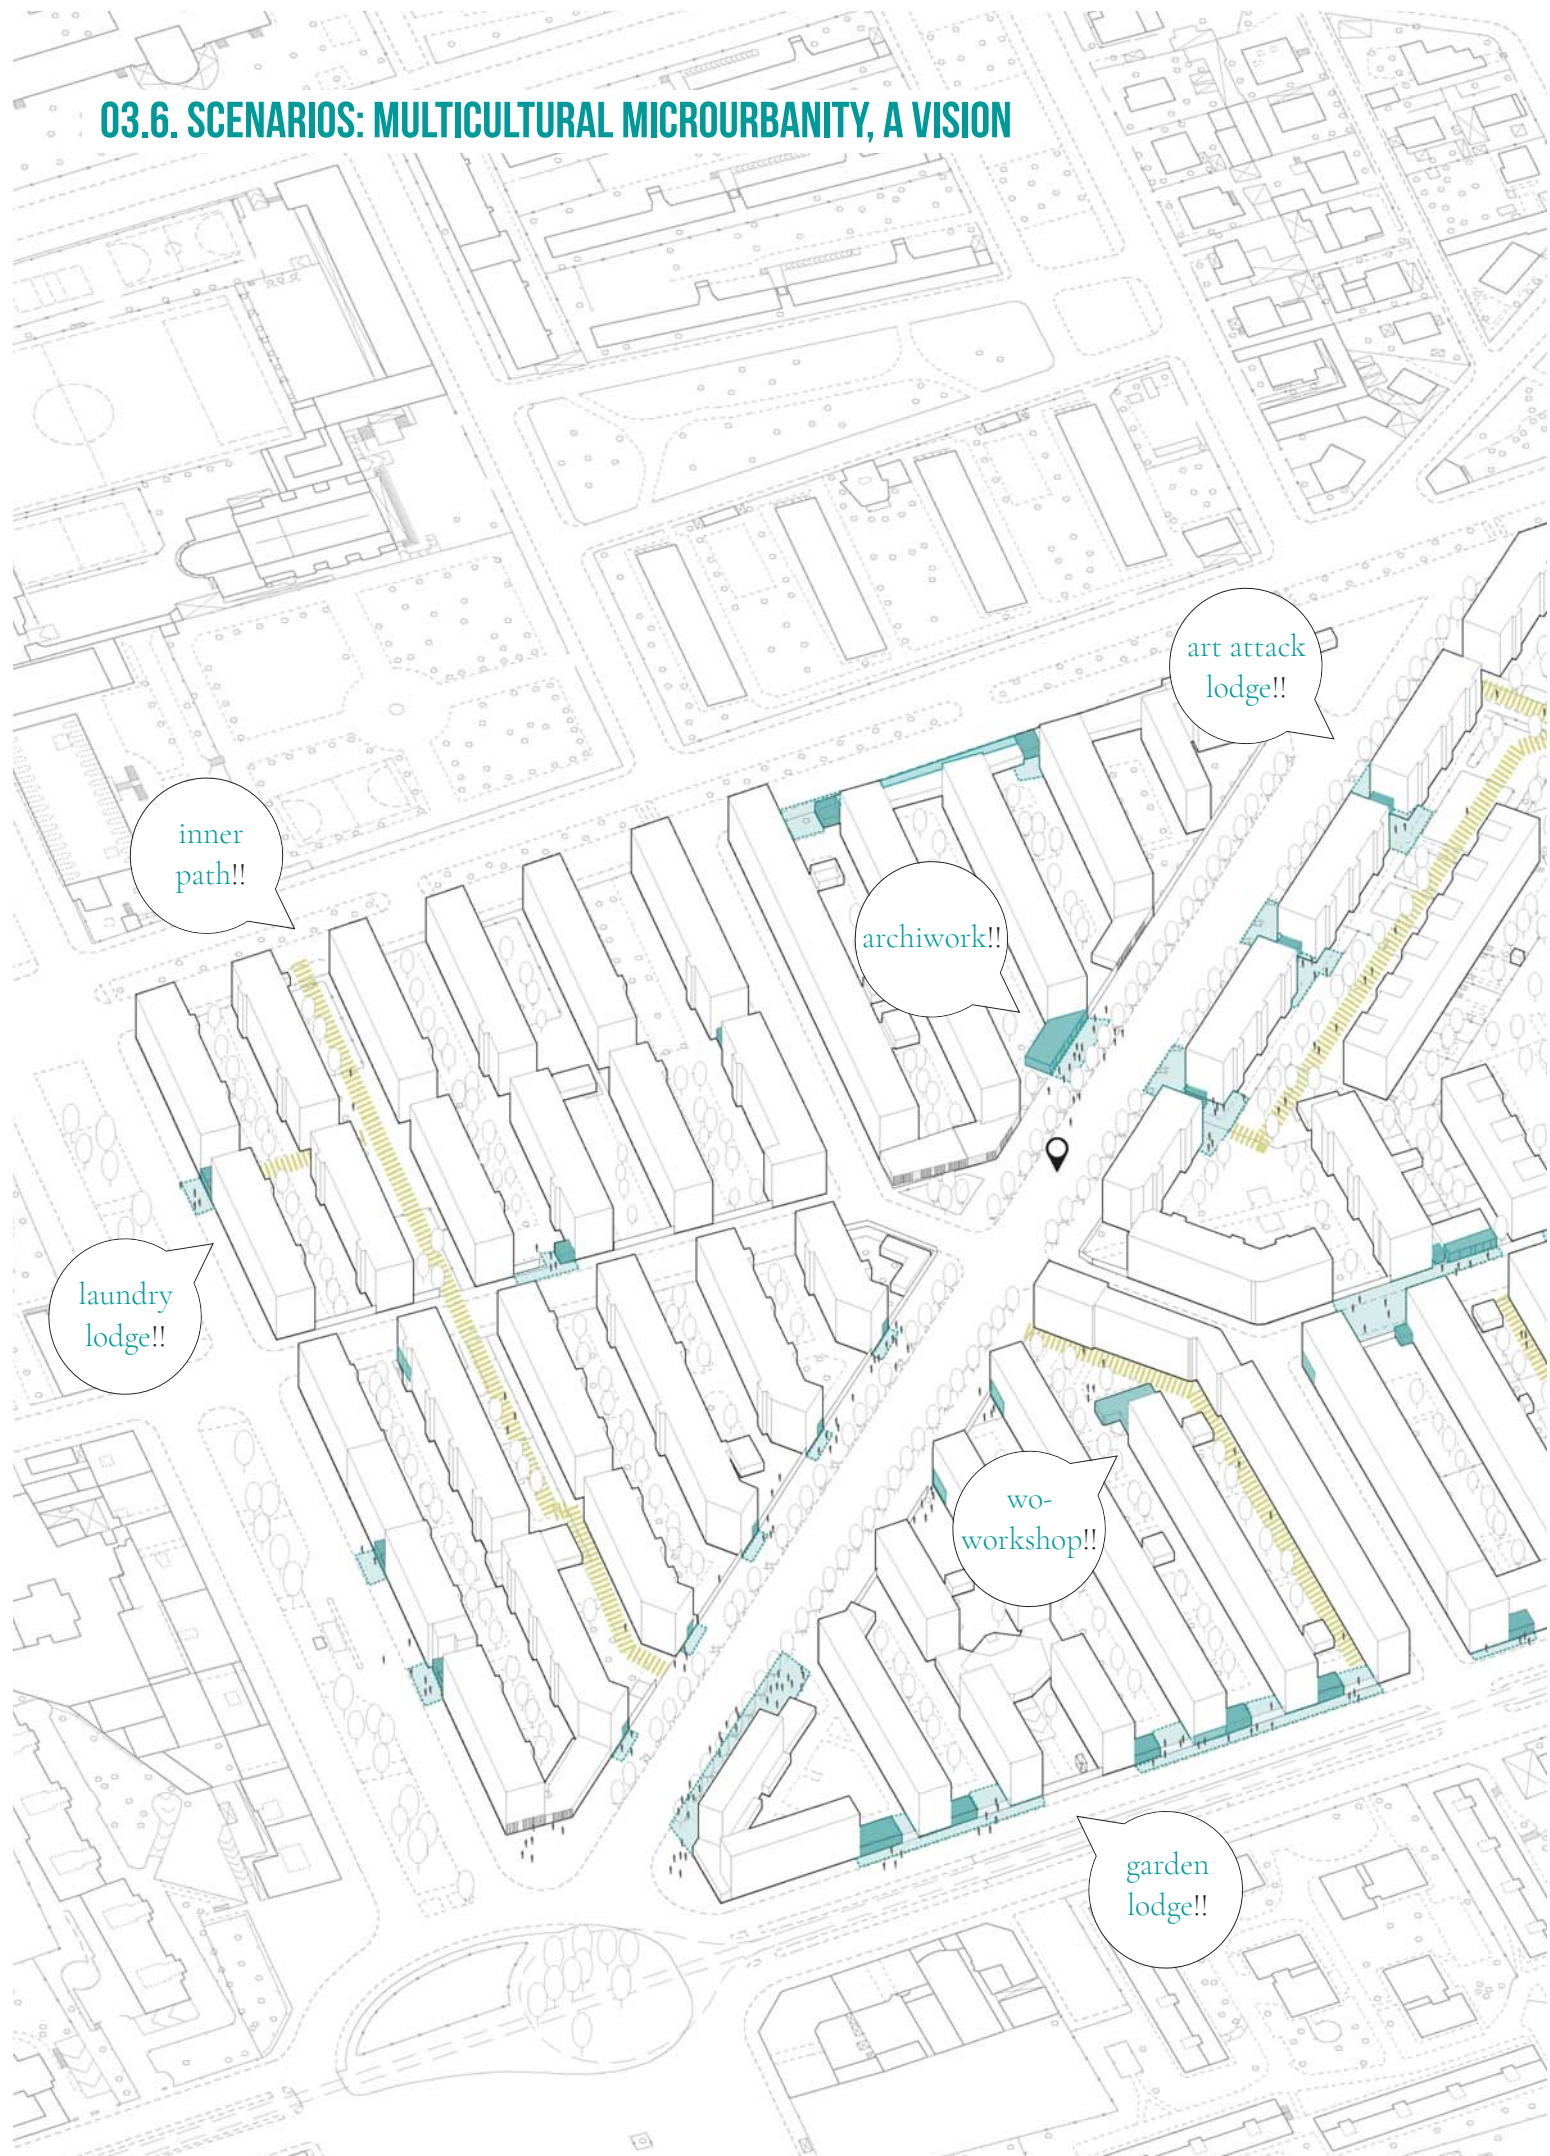 03.6. SCENARIOS: MULTICULTURAL MICROURBANITY, A VISION
art attack
lodge!!
inner
path!!
archiwork!!
laundry
lodge!!
wo-
workshop!!
garden
lodge!!